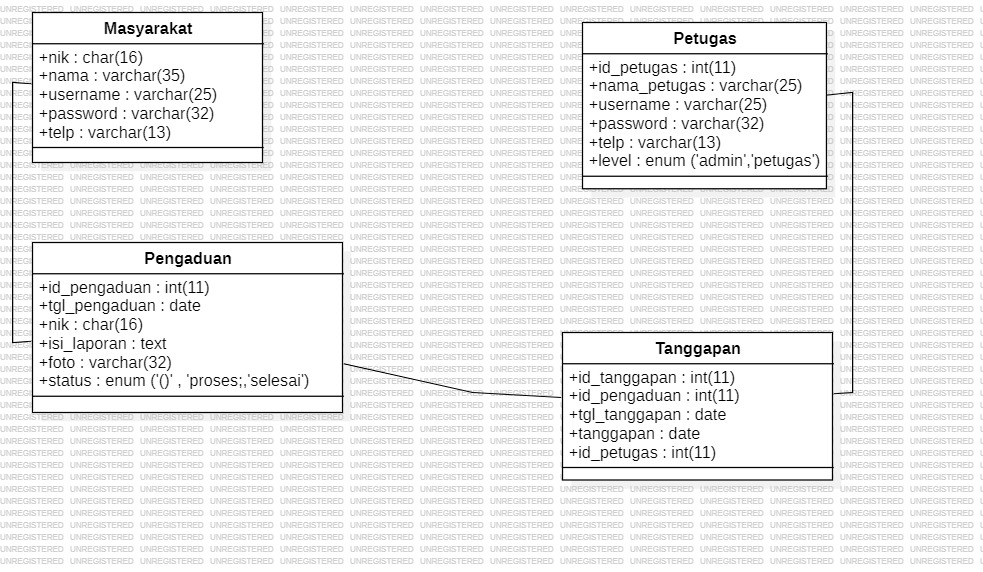 Masyarakat
+nik : char(16)
+nama : varchar(35)
+username : varchar(25)
+password : varchar(32)
+telp : varchar(13)
Petugas
+id_petugas : int(11)
+nama_petugas : varchar(25)
+username : varchar(25)
+password : varchar(32)
+telp : varchar(13)
+level : enum ('admin','petugas')
Pengaduan
+id_pengaduan : int(11)
+tgl_pengaduan : date
+nik : char(16)
+isi_laporan : text
+foto : varchar(32)
+status : enum ('()' , 'proses;,'selesai')
Tanggapan
+id_tanggapan : int(11)
+id_pengaduan : int(11)
+tgl_tanggapan : date
+tanggapan : date
+id_petugas : int(11)
UNREGISTERED